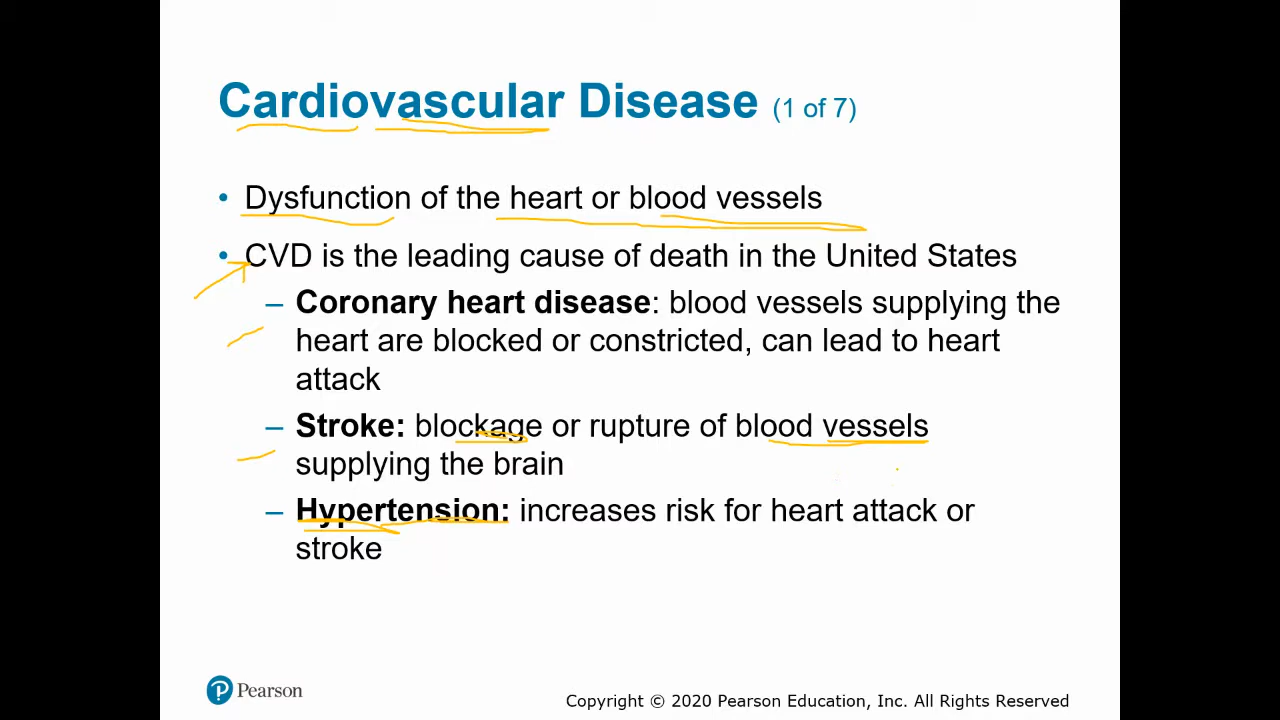 Cardiovascular Disease (1 of 7)
• Dysfunction of the heart or blood vessels
• CVD is the leading cause of death in the United States
– Coronary heart disease: blood vessels supplying the
heart are blocked or constricted, can lead to heart
attack
– Stroke: blockage or rupture of blood vessels
supplying the brain
– Hypertension: increases risk for heart attack or
stroke
Pearson
Copyright © 2020 Pearson Education, Inc. All Rights Reserved